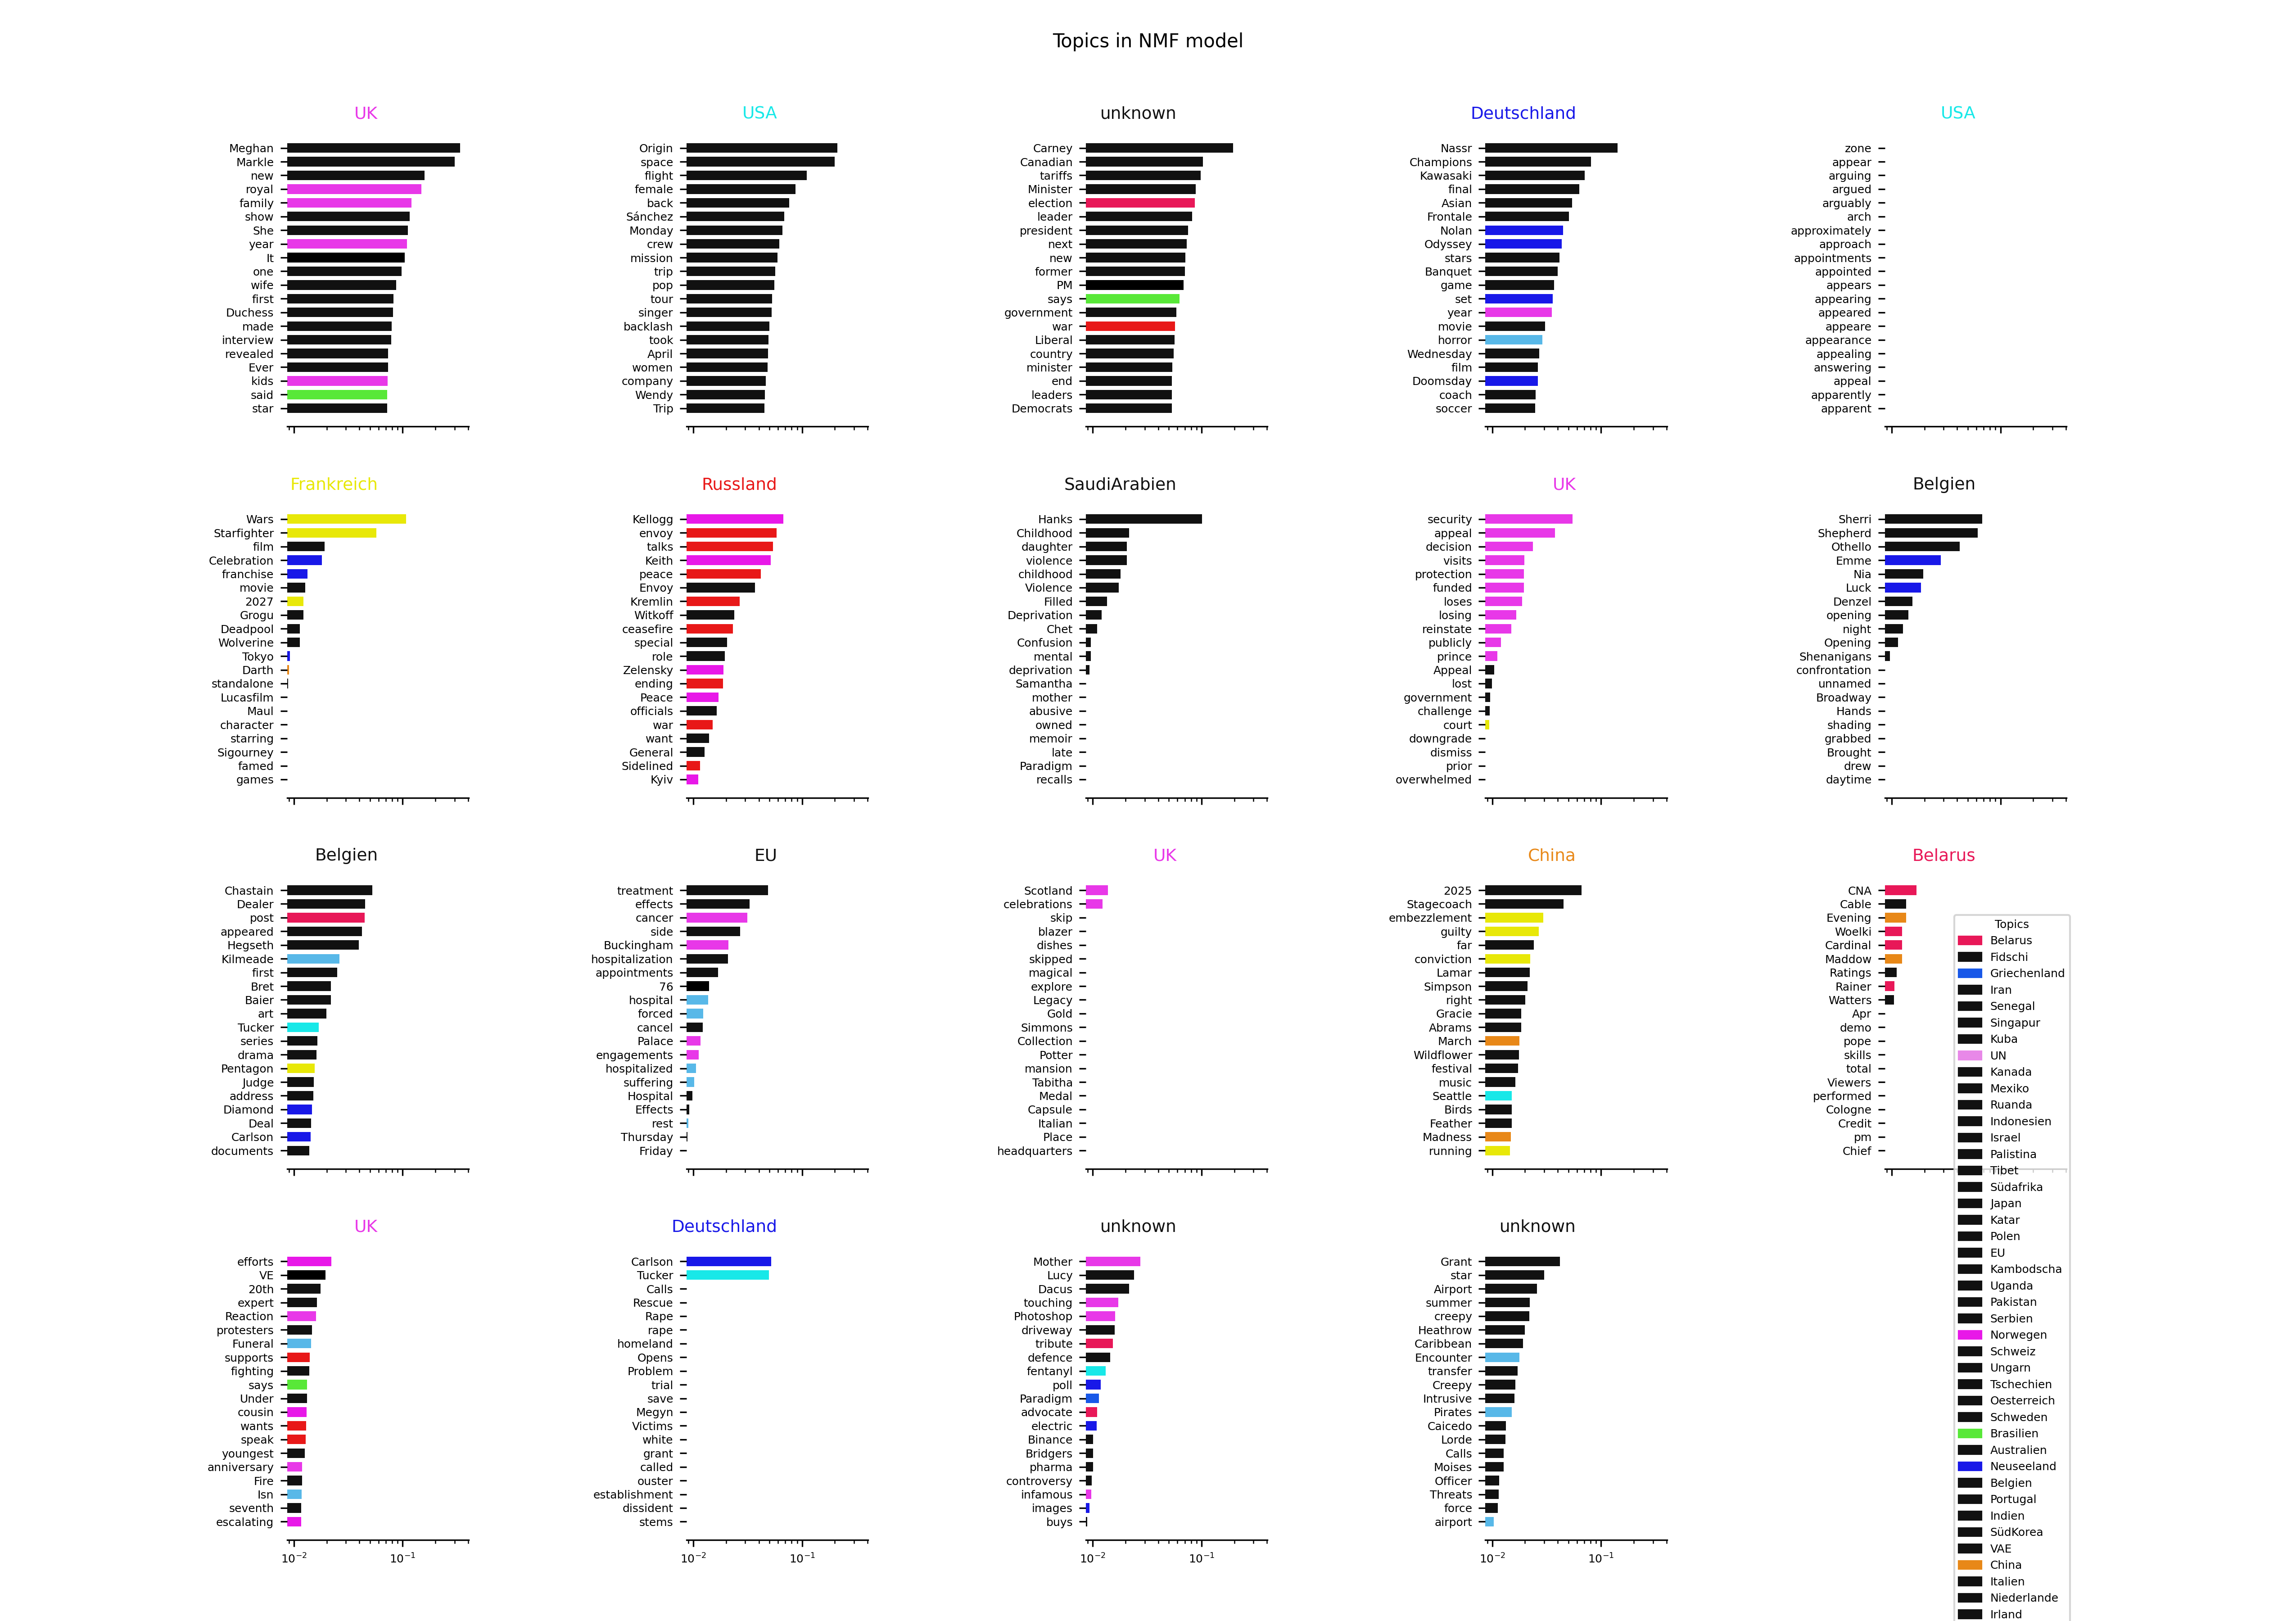 Topics in NMF model
UK
Meghan
Markle
new
royal
family
show
She
year
It
one
wife
first
Duchess
made
interview
revealed
Ever
kids
said
star
USA
Origin
space
flight
female
back
Sánchez
Monday
crew
mission
trip
pop
tour
singer
backlash
took
April
women
company
Wendy
Trip
unknown
Carney
Canadian
tariffs
Minister
election
leader
president
next
new
former
PM
says
government
war
Liberal
country
minister
end
leaders
Democrats
Deutschland
Nassr
Champions
Kawasaki
final
Asian
Frontale
Nolan
Odyssey
stars
Banquet
game
set
year
movie
horror
Wednesday
film
Doomsday
coach
soccer
USA
zone
appear
arguing
argued
arguably
arch
approximately
approach
appointments
appointed
appears
appearing
appeared
appeare
appearance
appealing
answering
appeal
apparently
apparent
Frankreich
Wars
Starfighter
film
Celebration
franchise
movie
2027
Grogu
Deadpool
Wolverine
Tokyo
Darth
standalone
Lucasfilm
Maul
character
starring
Sigourney
famed
games
Russland
Kellogg
envoy
talks
Keith
peace
Envoy
Kremlin
Witkoff
ceasefire
special
role
Zelensky
ending
Peace
officials
war
want
General
Sidelined
Kyiv
SaudiArabien
Hanks
Childhood
daughter
violence
childhood
Violence
Filled
Deprivation
Chet
Confusion
mental
deprivation
Samantha
mother
abusive
owned
memoir
late
Paradigm
recalls
UK
security
appeal
decision
visits
protection
funded
loses
losing
reinstate
publicly
prince
Appeal
lost
government
challenge
court
downgrade
dismiss
prior
overwhelmed
Belgien
Sherri
Shepherd
Othello
Emme
Nia
Luck
Denzel
opening
night
Opening
Shenanigans
confrontation
unnamed
Broadway
Hands
shading
grabbed
Brought
drew
daytime
Belgien
Chastain
Dealer
post
appeared
Hegseth
Kilmeade
first
Bret
Baier
art
Tucker
series
drama
Pentagon
Judge
address
Diamond
Deal
Carlson
documents
EU
treatment
effects
cancer
side
Buckingham
hospitalization
appointments
76
hospital
forced
cancel
Palace
engagements
hospitalized
suffering
Hospital
Effects
rest
Thursday
Friday
UK
Scotland
celebrations
skip
blazer
dishes
skipped
magical
explore
Legacy
Gold
Simmons
Collection
Potter
mansion
Tabitha
Medal
Capsule
Italian
Place
headquarters
China
2025
Stagecoach
embezzlement
guilty
far
conviction
Lamar
Simpson
right
Gracie
Abrams
March
Wildflower
festival
music
Seattle
Birds
Feather
Madness
running
Belarus
CNA
Cable
Evening
Woelki
Cardinal
Maddow
Ratings
Rainer
Watters
Apr
demo
pope
skills
total
Viewers
performed
Cologne
Credit
pm
Chief
UK
efforts
VE
20th
expert
Reaction
protesters
Funeral
supports
fighting
says
Under
cousin
wants
speak
youngest
anniversary
Fire
Isn
seventh
escalating
10⁻² 10⁻¹
Deutschland
Carlson
Tucker
Calls
Rescue
Rape
rape
homeland
Opens
Problem
trial
save
Megyn
Victims
white
grant
called
ouster
establishment
dissident
stems
10⁻² 10⁻¹
unknown
Mother
Lucy
Dacus
touching
Photoshop
driveway
tribute
defence
fentanyl
poll
Paradigm
advocate
electric
Binance
Bridgers
pharma
controversy
infamous
images
buys
10⁻² 10⁻¹
unknown
Grant
star
Airport
summer
creepy
Heathrow
Caribbean
Encounter
transfer
Creepy
Intrusive
Pirates
Caicedo
Lorde
Calls
Moises
Officer
Threats
force
airport
10⁻² 10⁻¹
Topics
Belarus
Fidschi
Griechenland
Iran
Senegal
Singapur
Kuba
UN
Kanada
Mexiko
Ruanda
Indonesien
Israel
Palistina
Tibet
Südafrika
Japan
Katar
Polen
EU
Kambodscha
Uganda
Pakistan
Serbien
Norwegen
Schweiz
Ungarn
Tschechien
Oesterreich
Schweden
Brasilien
Australien
Neuseeland
Belgien
Portugal
Indien
SüdKorea
VAE
China
Italien
Niederlande
Irland